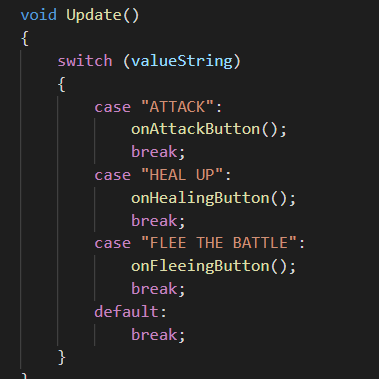 void Update()
{
switch (valueString)
{
case "ATTACK":
onAttackButton();
break;
case "HEAL UP":
onHealingButton();
break;
case "FLEE THE BATTLE":
onFleeingButton();
break;
default:
break;
}
}